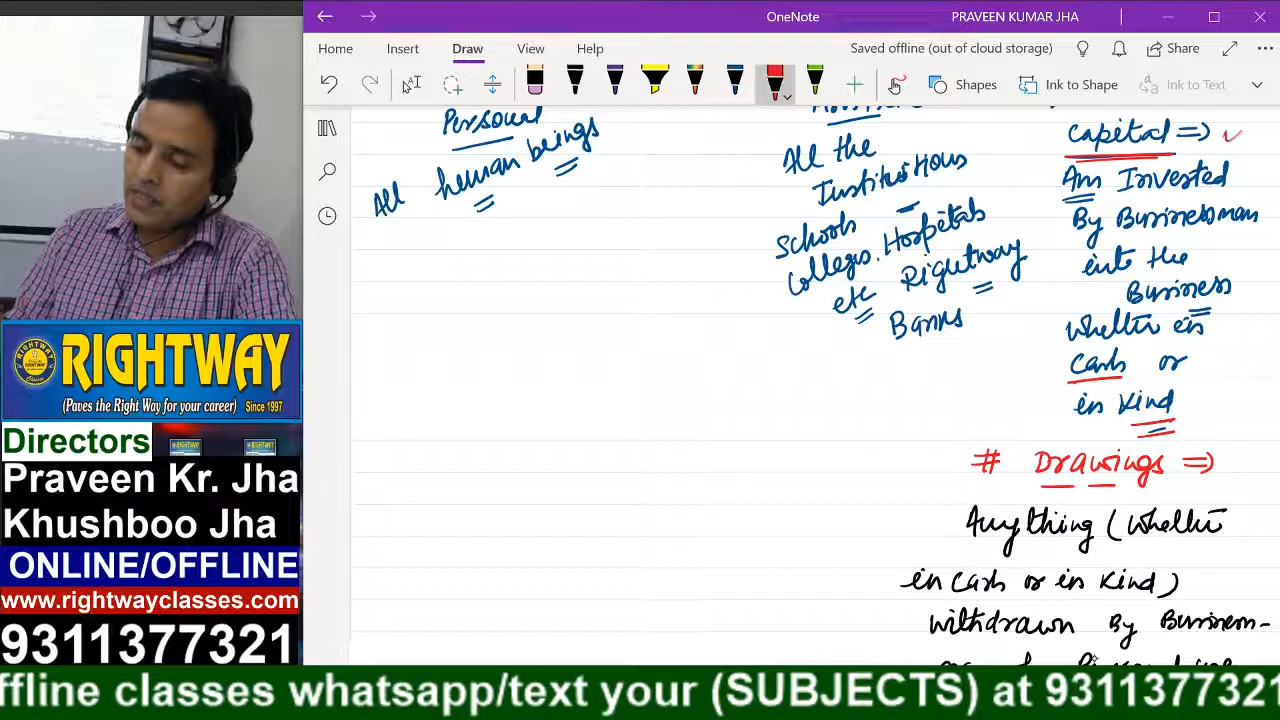 OneNote
PRAVEEN KUMAR JHA
Home
Insert
Draw
View
Help
Saved offline (out of cloud storage)
Share
Shapes
Ink to Shape
Ink to Text
Personal
All human beings
All the
Institutions
Schools
Colleges. Hospitals
etc Rightway
Banks
Capital =>
Am Invested
By Businessman
into the
Business
Whether in
cash or
in kind
# Drawings =>
Anything (Whether
in Cash or in Kind)
withdrawn By Business-
RIGHTWAY
(Paves the Right Way for your career) Since 1997
Directors
Praveen Kr. Jha
Khushboo Jha
ONLINE/OFFLINE
www.rightwayclasses.com
9311377321
ffline classes whatsapp/text your (SUBJECTS) at 9311377321